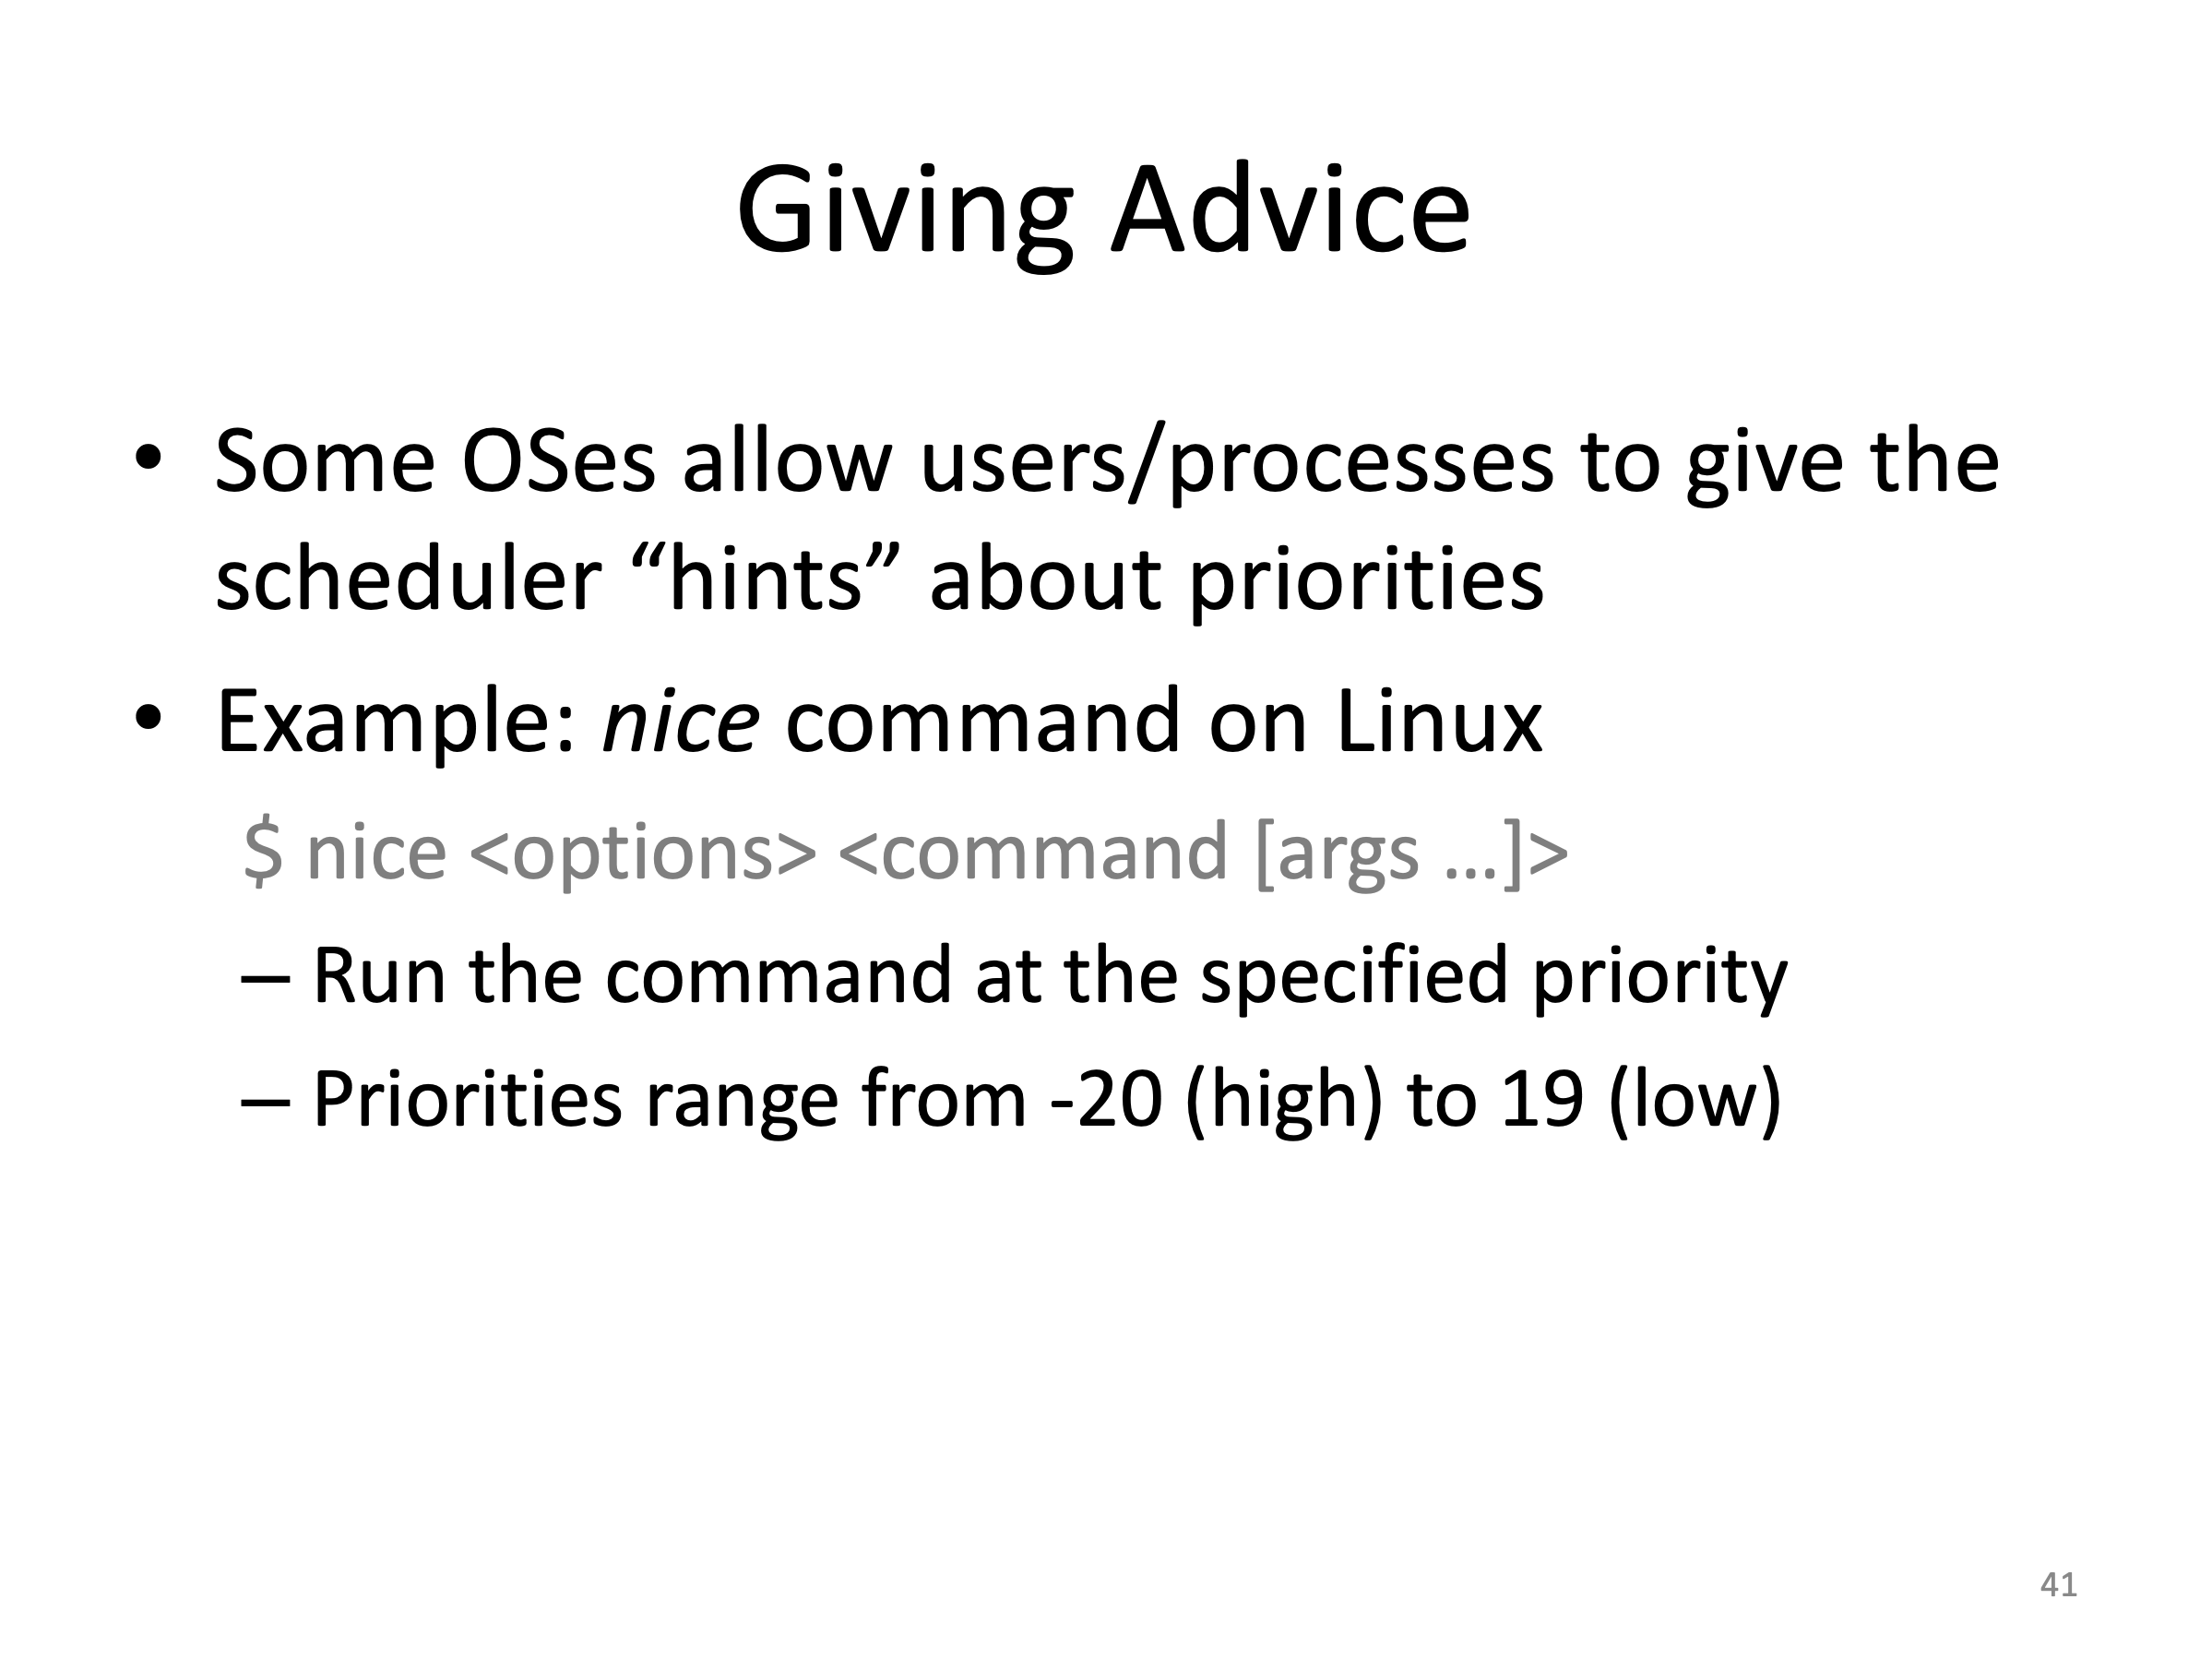 Giving Advice
• Some OSes allow users/processes to give the
scheduler “hints” about priorities
• Example: nice command on Linux
$ nice <options> <command [args …]>
– Run the command at the specified priority
– Priorities range from -20 (high) to 19 (low)
41